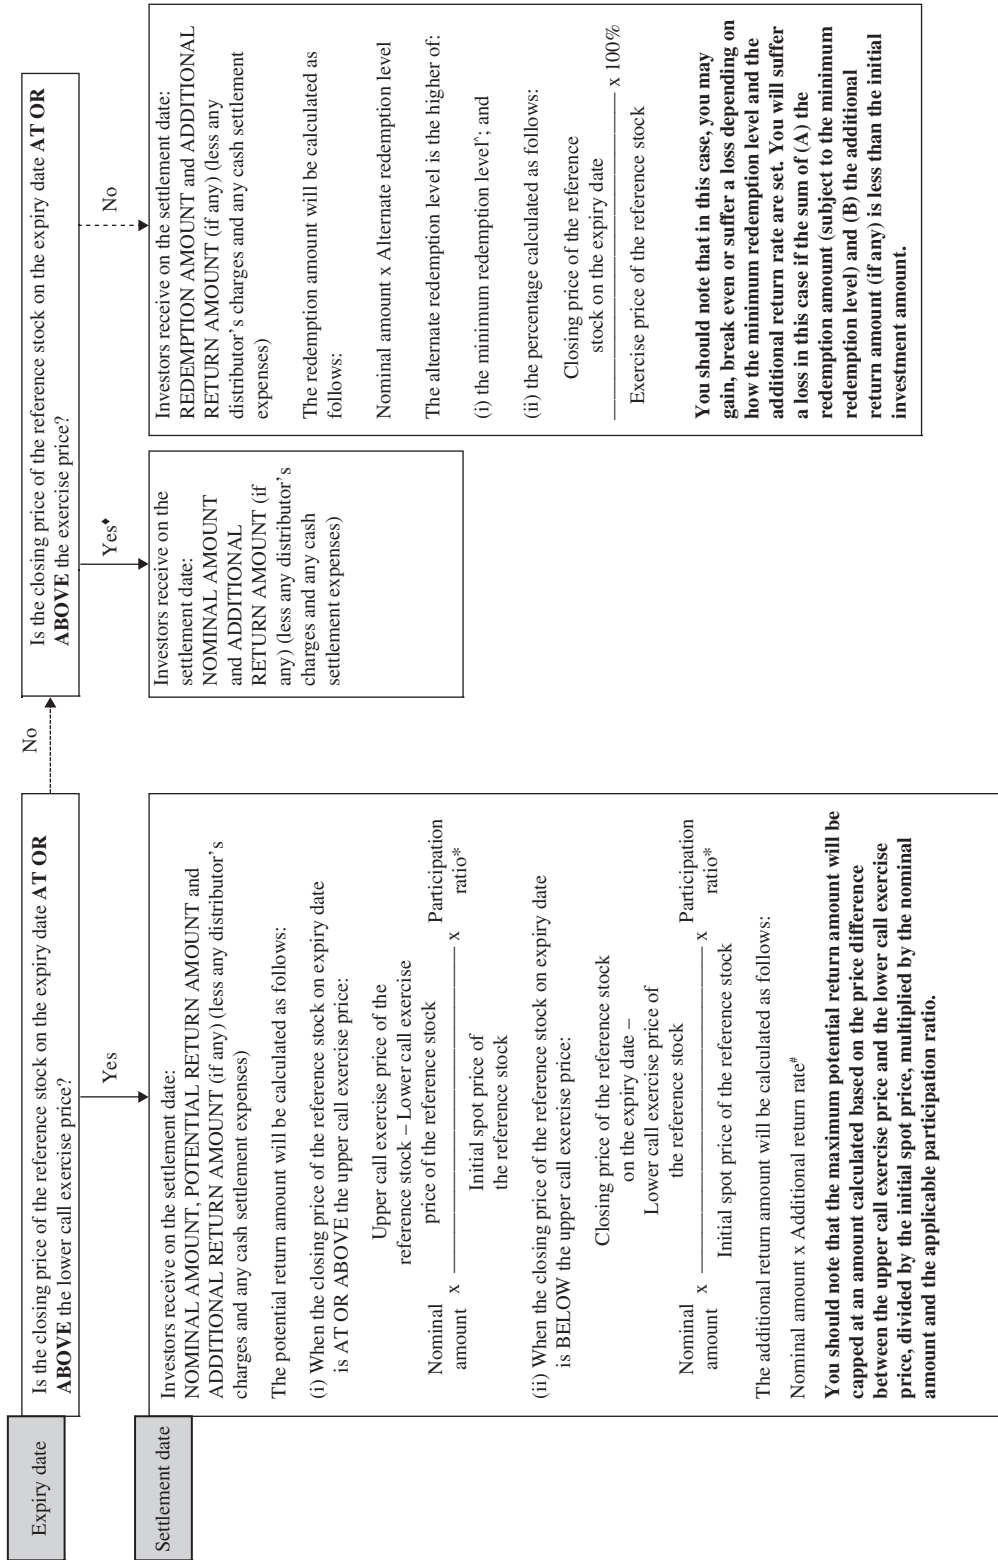 Expiry date
Is the closing price of the reference stock on the expiry date AT OR
ABOVE the lower call exercise price?
No
Is the closing price of the reference stock on the expiry date AT OR
ABOVE the exercise price?
Yes
Yes♦
No
Settlement date
Investors receive on the settlement date:
NOMINAL AMOUNT, POTENTIAL RETURN AMOUNT and
ADDITIONAL RETURN AMOUNT (if any) (less any distributor's
charges and any cash settlement expenses)
The potential return amount will be calculated as follows:
(i) When the closing price of the reference stock on expiry date
is AT OR ABOVE the upper call exercise price:
Upper call exercise price of the
reference stock – Lower call exercise
price of the reference stock
Nominal amount x ——— x Participation ratio*
Initial spot price of
the reference stock
(ii) When the closing price of the reference stock on expiry date
is BELOW the upper call exercise price:
Closing price of the reference stock
on the expiry date –
Lower call exercise price of
the reference stock
Nominal amount x ——— x Participation ratio*
Initial spot price of the reference stock
The additional return amount will be calculated as follows:
Nominal amount x Additional return rate#
You should note that the maximum potential return amount will be
capped at an amount calculated based on the price difference
between the upper call exercise price and the lower call exercise
price, divided by the initial spot price, multiplied by the nominal
amount and the applicable participation ratio.
Investors receive on the
settlement date:
NOMINAL AMOUNT
and ADDITIONAL
RETURN AMOUNT (if
any) (less any distributor's
charges and any cash
settlement expenses)
Investors receive on the settlement date:
REDEMPTION AMOUNT and ADDITIONAL
RETURN AMOUNT (if any) (less any
distributor's charges and any cash settlement
expenses)
The redemption amount will be calculated as
follows:
Nominal amount x Alternate redemption level
The alternate redemption level is the higher of:
(i) the minimum redemption level^; and
(ii) the percentage calculated as follows:
Closing price of the reference
stock on the expiry date
——— x 100%
Exercise price of the reference stock
You should note that in this case, you may
gain, break even or suffer a loss depending on
how the minimum redemption level and the
additional return rate are set. You will suffer
a loss in this case if the sum of (A) the
redemption amount (subject to the minimum
redemption level) and (B) the additional
return amount (if any) is less than the initial
investment amount.